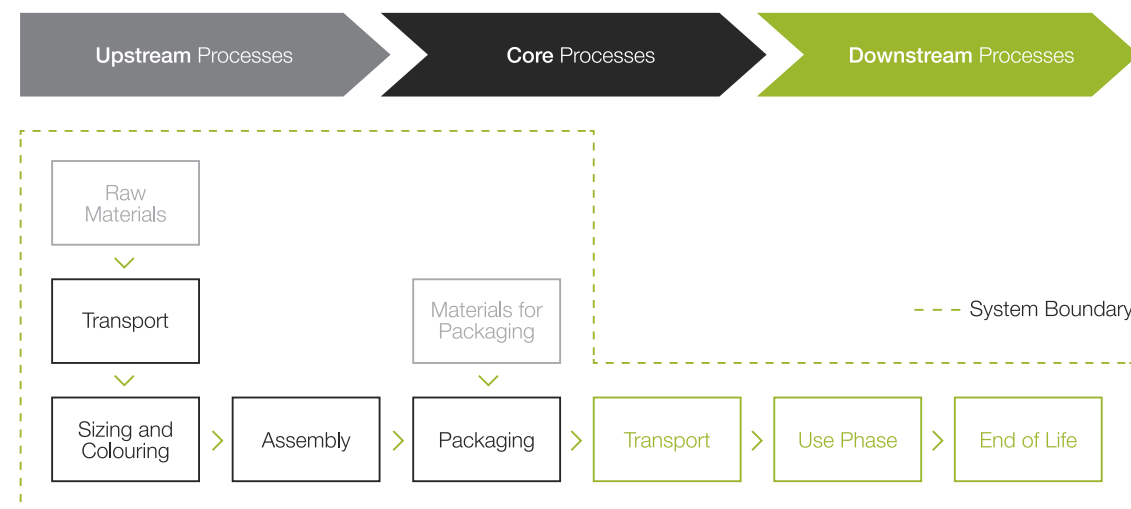 Upstream Processes
Core Processes
Downstream Processes
Raw
Materials
Transport
Materials for
Packaging
System Boundary
Sizing and
Colouring
Assembly
Packaging
Transport
Use Phase
End of Life